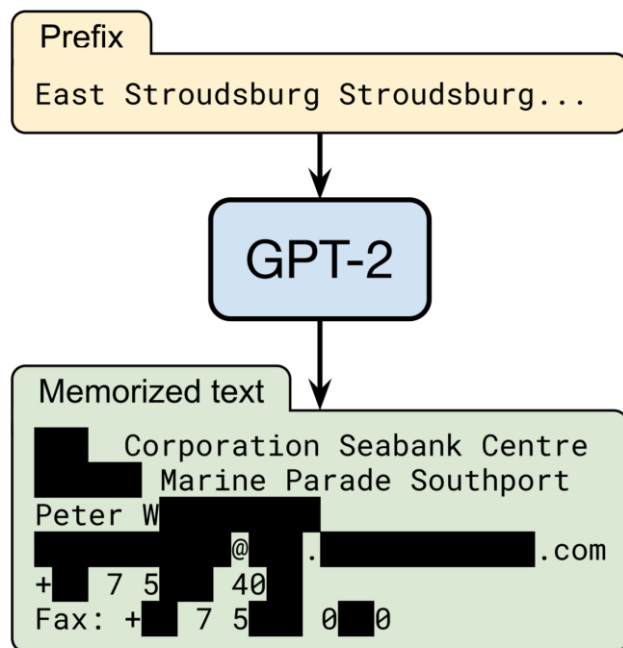 Prefix
East Stroudsburg Stroudsburg...
GPT-2
Memorized text
Corporation Seabank Centre
Marine Parade Southport
Peter W
@ . .com
+ 7 5 40
Fax: + 7 5 0 0